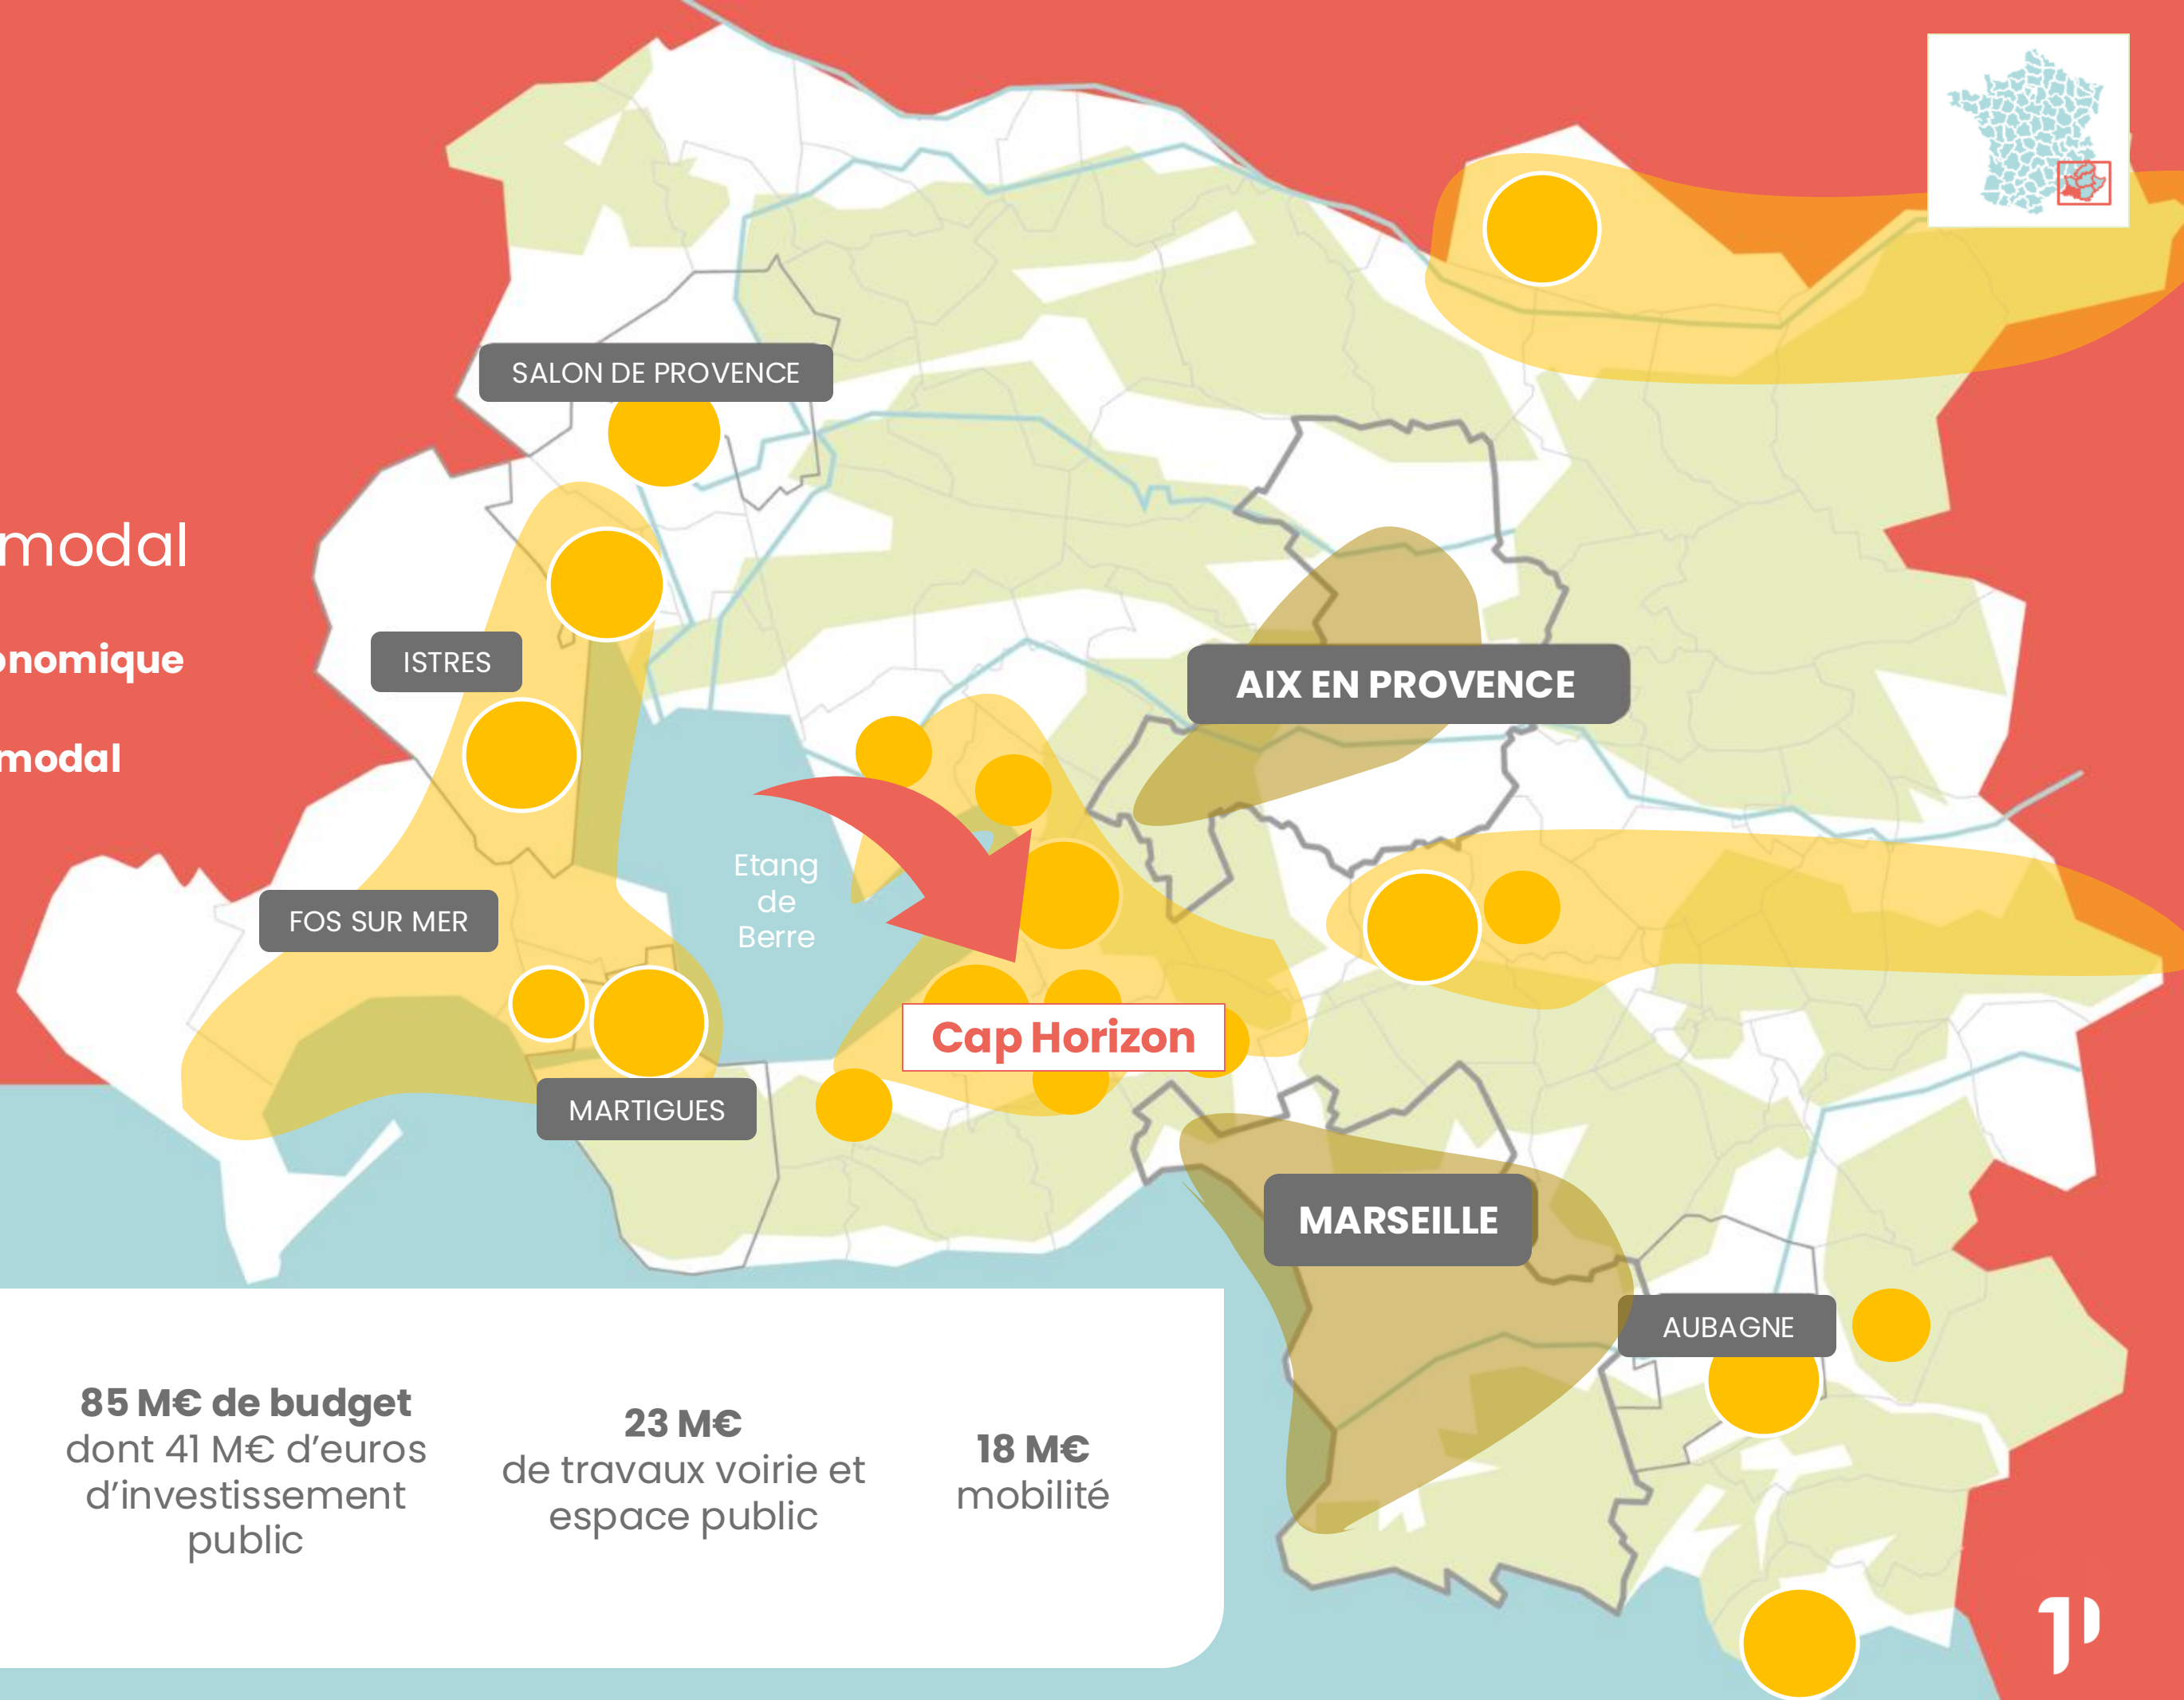 SALON DE PROVENCE
modal
ISTRES
AIX EN PROVENCE
modal
Etang
de
Berre
FOS SUR MER
Cap Horizon
MARTIGUES
MARSEILLE
AUBAGNE
85 M€ de budget
dont 41 M€ d’euros
d’investissement
public
23 M€
de travaux voirie et
espace public
18 M€
mobilité
1P